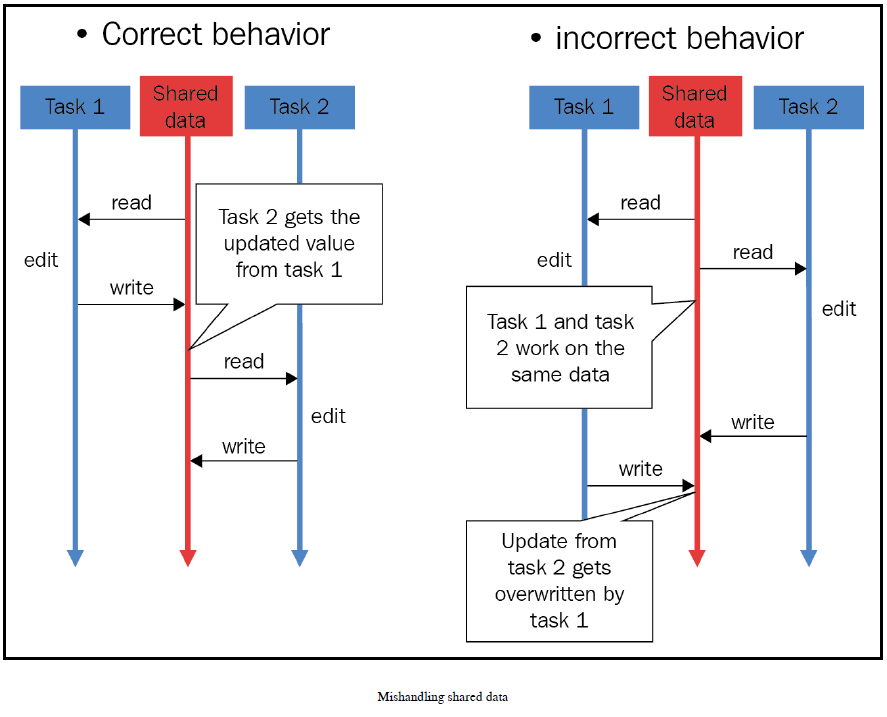 • Correct behavior
Task 1
Shared
data
Task 2
read
Task 2 gets the
updated value
from task 1
edit
write
read
edit
write
• incorrect behavior
Task 1
Shared
data
Task 2
read
read
edit
Task 1 and task
2 work on the
same data
edit
write
write
Update from
task 2 gets
overwritten by
task 1
Mishandling shared data